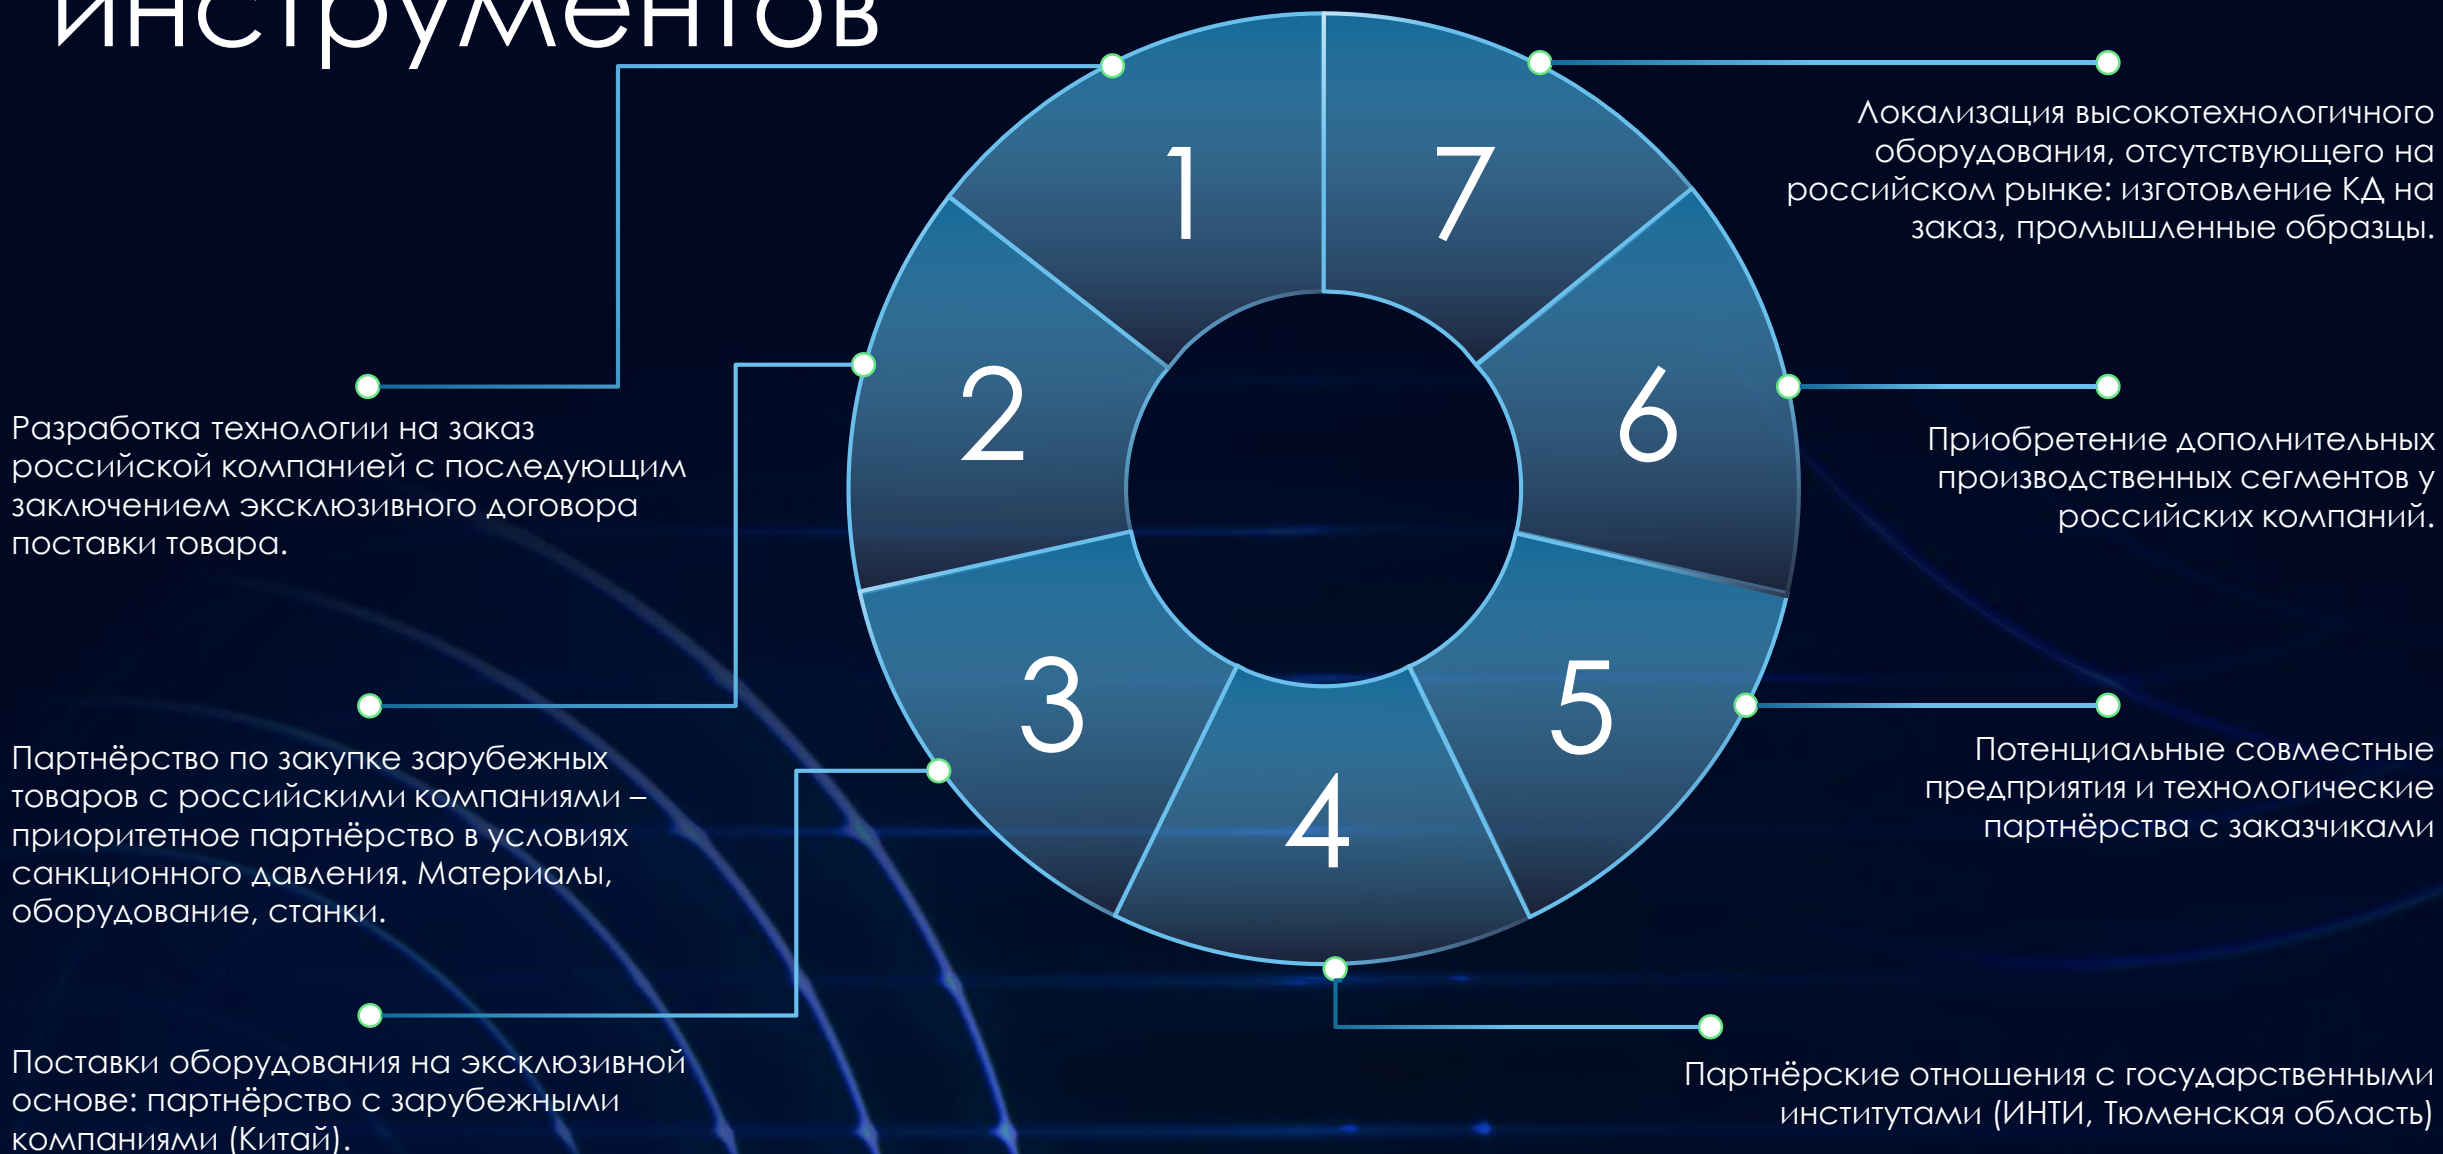 инструментов
1
Разработка технологии на заказ
российской компанией с последующим
заключением эксклюзивного договора
поставки товара.
2
Партнёрство по закупке зарубежных
товаров с российскими компаниями –
приоритетное партнёрство в условиях
санкционного давления. Материалы,
оборудование, станки.
3
Поставки оборудования на эксклюзивной
основе: партнёрство с зарубежными
компаниями (Китай).
4
Партнёрские отношения с государственными
институтами (ИНТИ, Тюменская область)
5
Потенциальные совместные
предприятия и технологические
партнёрства с заказчиками
6
Приобретение дополнительных
производственных сегментов у
российских компаний.
7
Локализация высокотехнологичного
оборудования, отсутствующего на
российском рынке: изготовление КД на
заказ, промышленные образцы.